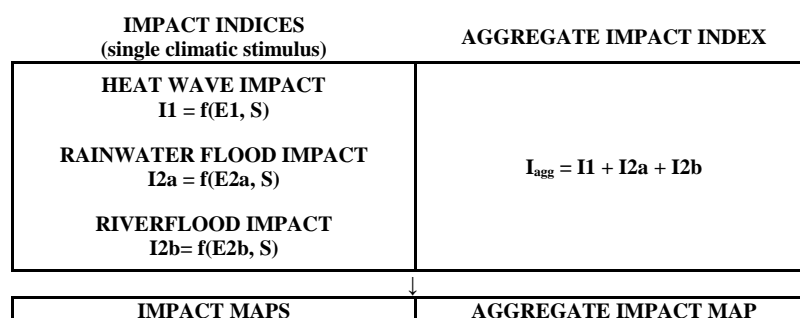 IMPACT INDICES
(single climatic stimulus)
AGGREGATE IMPACT INDEX
HEAT WAVE IMPACT
I1 = f(E1, S)
RAINWATER FLOOD IMPACT
I2a = f(E2a, S)
RIVERFLOOD IMPACT
I2b= f(E2b, S)
Iagg = I1 + I2a + I2b
↓
IMPACT MAPS
AGGREGATE IMPACT MAP